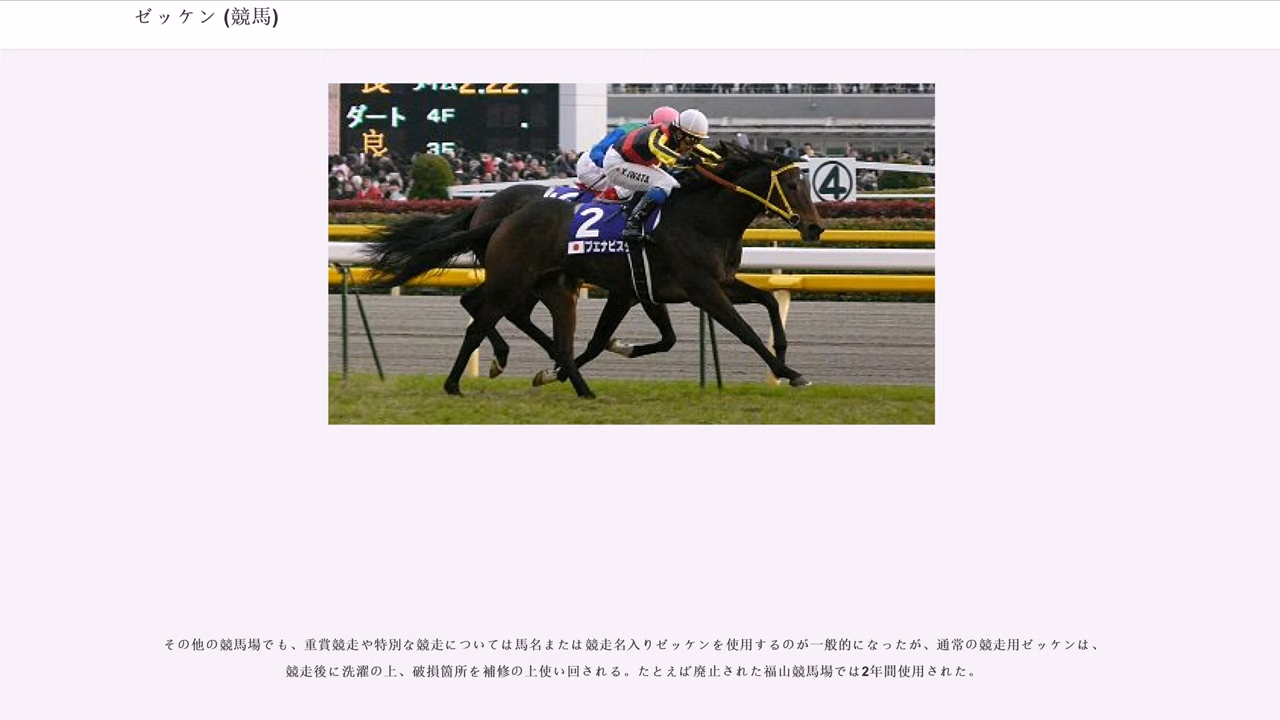 ゼッケン (競馬)
ダート 4F
良 35
④
K.IWATA
2
ブエナビスタ
その他の競馬場でも、重賞競走や特別な競走については馬名または競走名入りゼッケンを使用するのが一般的になったが、通常の競走用ゼッケンは、
競走後に洗濯の上、破損箇所を補修の上使い回される。たとえば廃止された福山競馬場では2年間使用された。